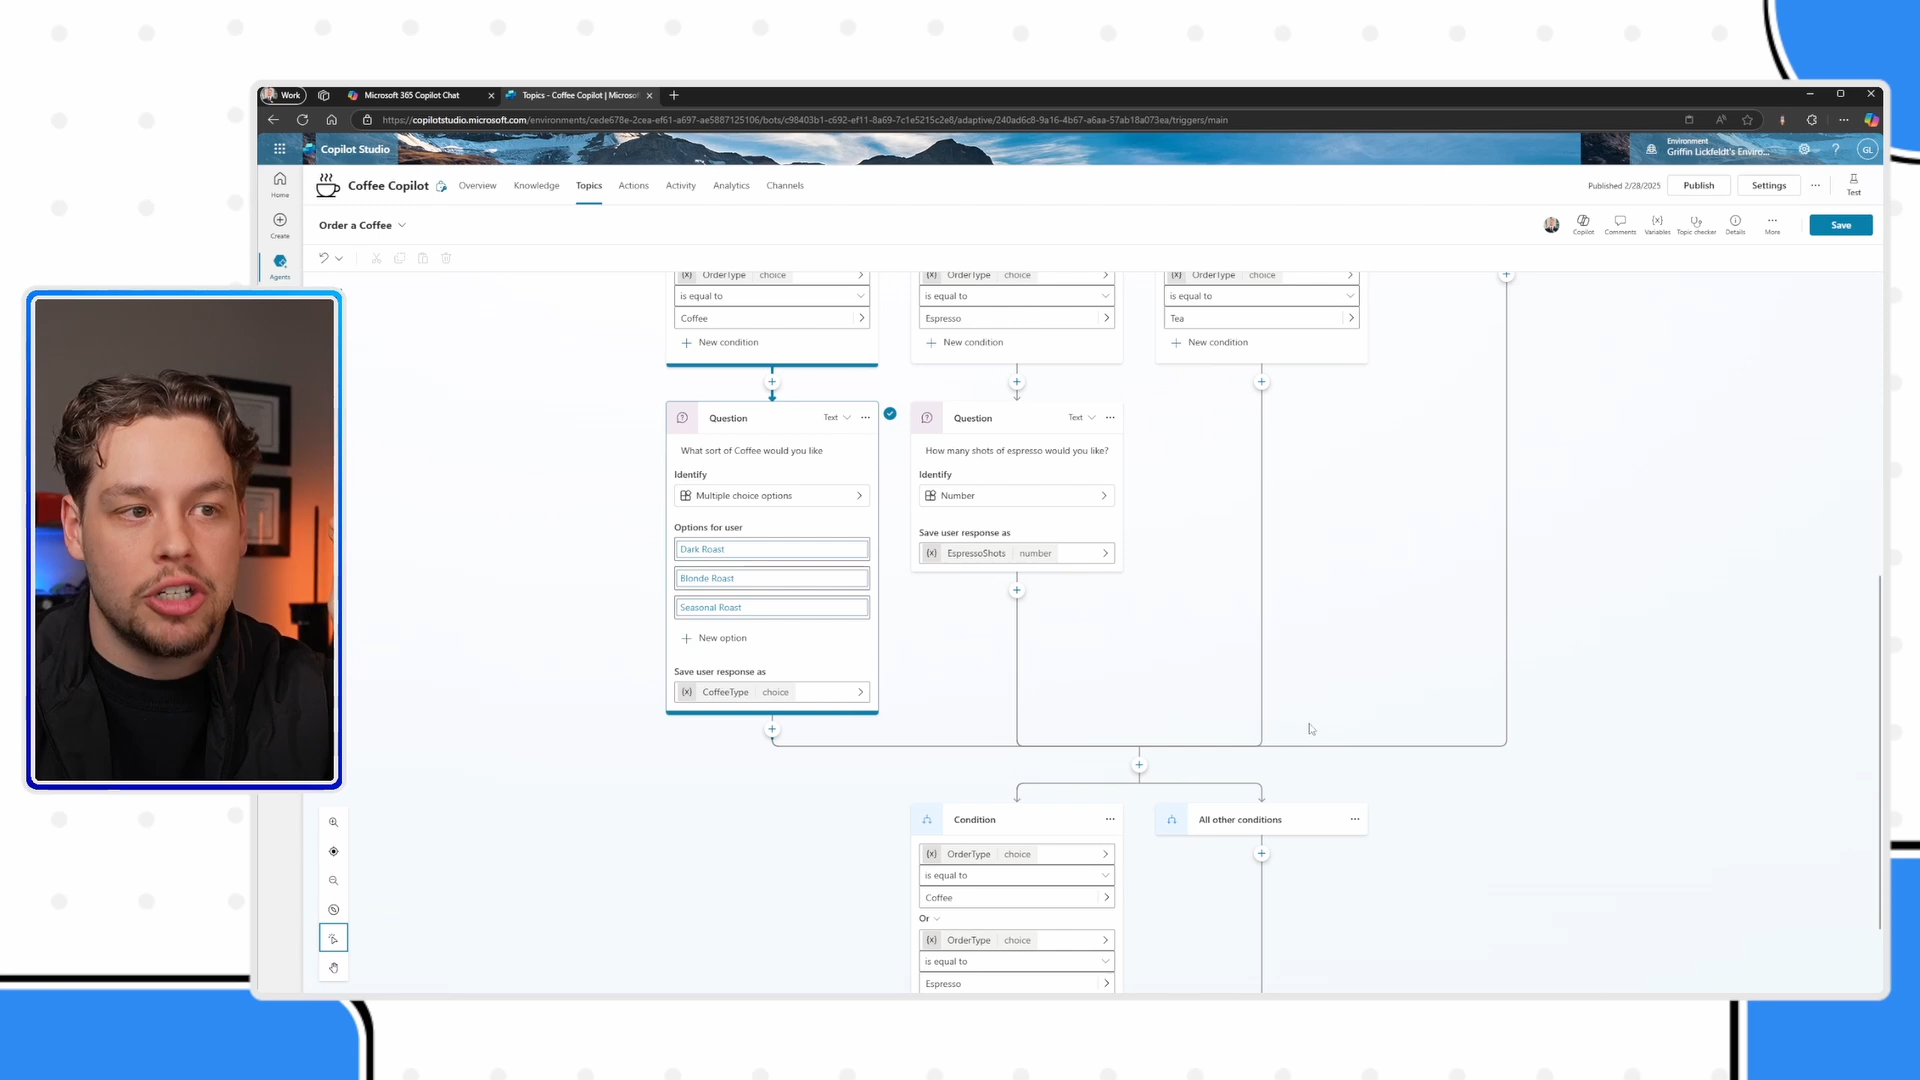 Work
Microsoft 365 Copilot Chat
Topics - Coffee Copilot | Microsof
https://copilotstudio.microsoft.com/environments/cede678e-2cea-ef61-a697-ae5887125106/bots/c98403b1-c692-ef11-8a69-7c1e5215c2e8/adaptive/240ad6c8-9a16-4b67-a6aa-57ab18a073ea/triggers/main
Copilot Studio
Environment
Griffin Lickfeldt's Enviro...
GL
Home
Coffee Copilot
Overview
Knowledge
Topics
Actions
Activity
Analytics
Channels
Published 2/28/2025
Publish
Settings
Test
Create
Order a Coffee
Copilot
Comments
Variables
Topic checker
Details
More
Save
Agents
{x} OrderType choice
{x} OrderType choice
{x} OrderType choice
is equal to
is equal to
is equal to
Coffee
Espresso
Tea
New condition
New condition
New condition
Question
Text
Question
Text
What sort of Coffee would you like
How many shots of espresso would you like?
Identify
Identify
Multiple choice options
Number
Options for user
Save user response as
Dark Roast
{x} EspressoShots number
Blonde Roast
Seasonal Roast
New option
Save user response as
{x} CoffeeType choice
Condition
All other conditions
{x} OrderType choice
is equal to
Coffee
Or
{x} OrderType choice
is equal to
Espresso